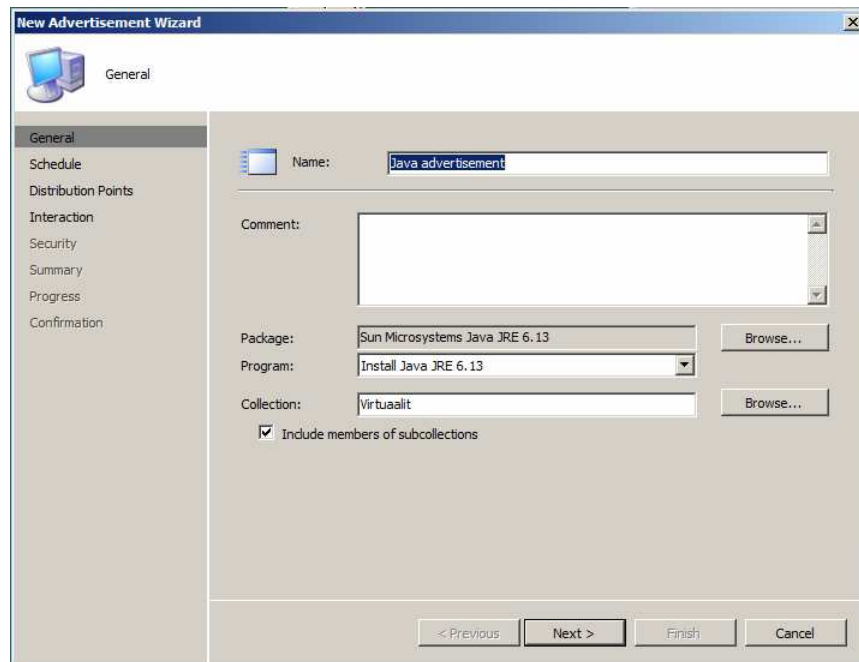 New Advertisement Wizard
General
General
Schedule
Distribution Points
Interaction
Security
Summary
Progress
Confirmation
Name: Java advertisement
Comment:
Package: Sun Microsystems Java JRE 6.13 Browse...
Program: Install Java JRE 6.13
Collection: Virtuaalit Browse...
Include members of subcollections
< Previous Next > Finish Cancel